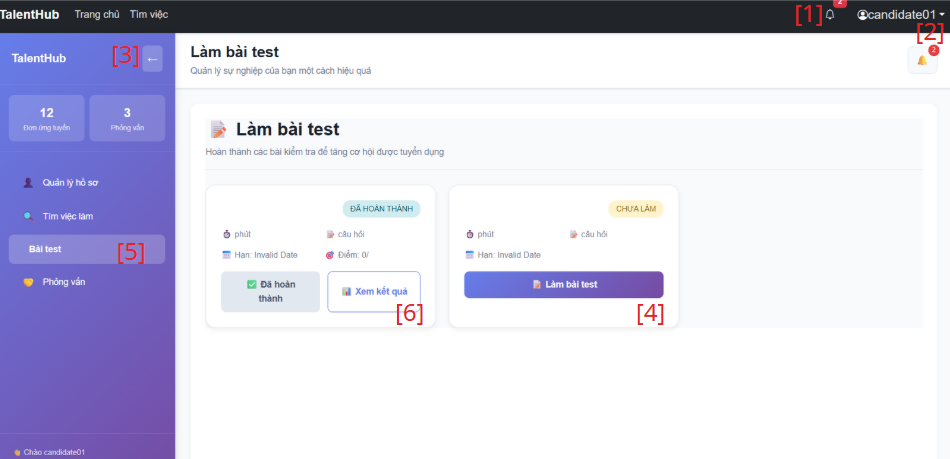 TalentHub Trang chủ Tìm việc [1] 2 candidate01
[2]
TalentHub [3] ←
12 3
Đơn ứng tuyển Phỏng vấn
Quản lý hồ sơ
Tìm việc làm
Bài test [5]
Phỏng vấn
Chào candidate01
Làm bài test
Quản lý sự nghiệp của bạn một cách hiệu quả
2
Làm bài test
Hoàn thành các bài kiểm tra để tăng cơ hội được tuyển dụng
ĐÃ HOÀN THÀNH
phút câu hỏi
Hạn: Invalid Date Điểm: 0/
Đã hoàn
thành
Xem kết quả
[6]
CHƯA LÀM
phút câu hỏi
Hạn: Invalid Date
Làm bài test
[4]